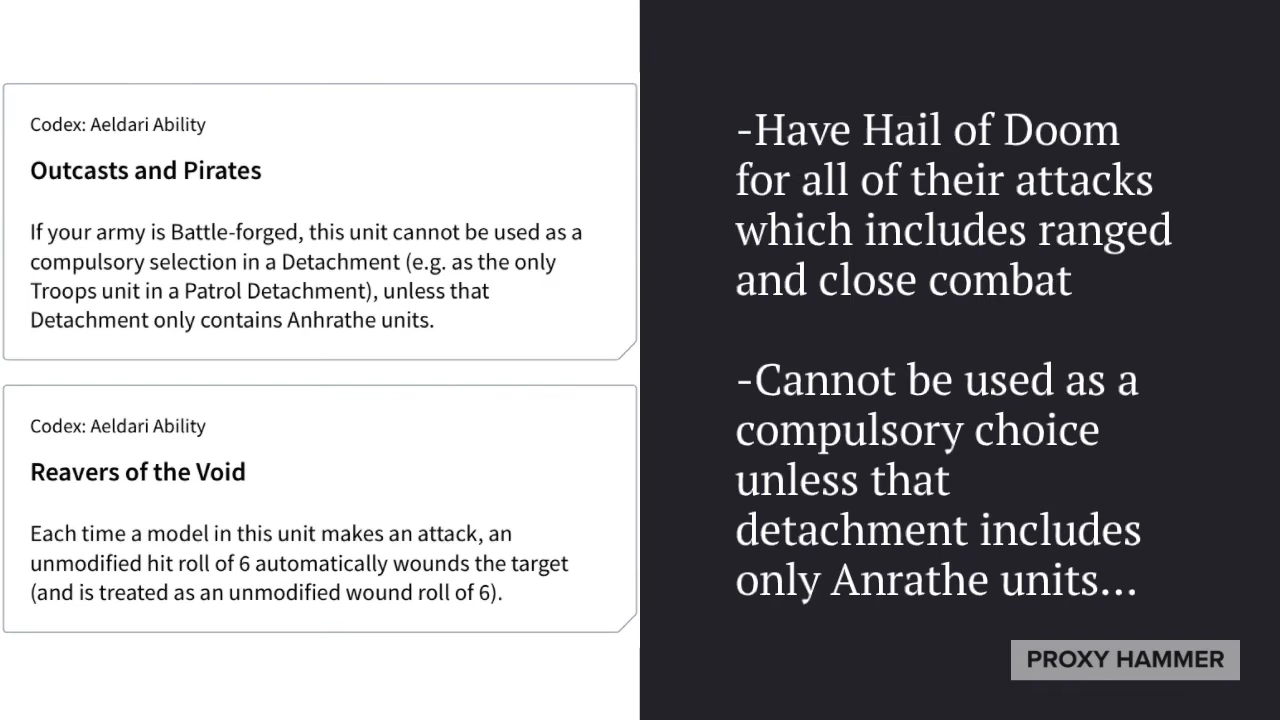 Codex: Aeldari Ability
Outcasts and Pirates
If your army is Battle-forged, this unit cannot be used as a
compulsory selection in a Detachment (e.g. as the only
Troops unit in a Patrol Detachment), unless that
Detachment only contains Anhrathe units.
Codex: Aeldari Ability
Reavers of the Void
Each time a model in this unit makes an attack, an
unmodified hit roll of 6 automatically wounds the target
(and is treated as an unmodified wound roll of 6).
-Have Hail of Doom
for all of their attacks
which includes ranged
and close combat
-Cannot be used as a
compulsory choice
unless that
detachment includes
only Anrathe units...
PROXY HAMMER